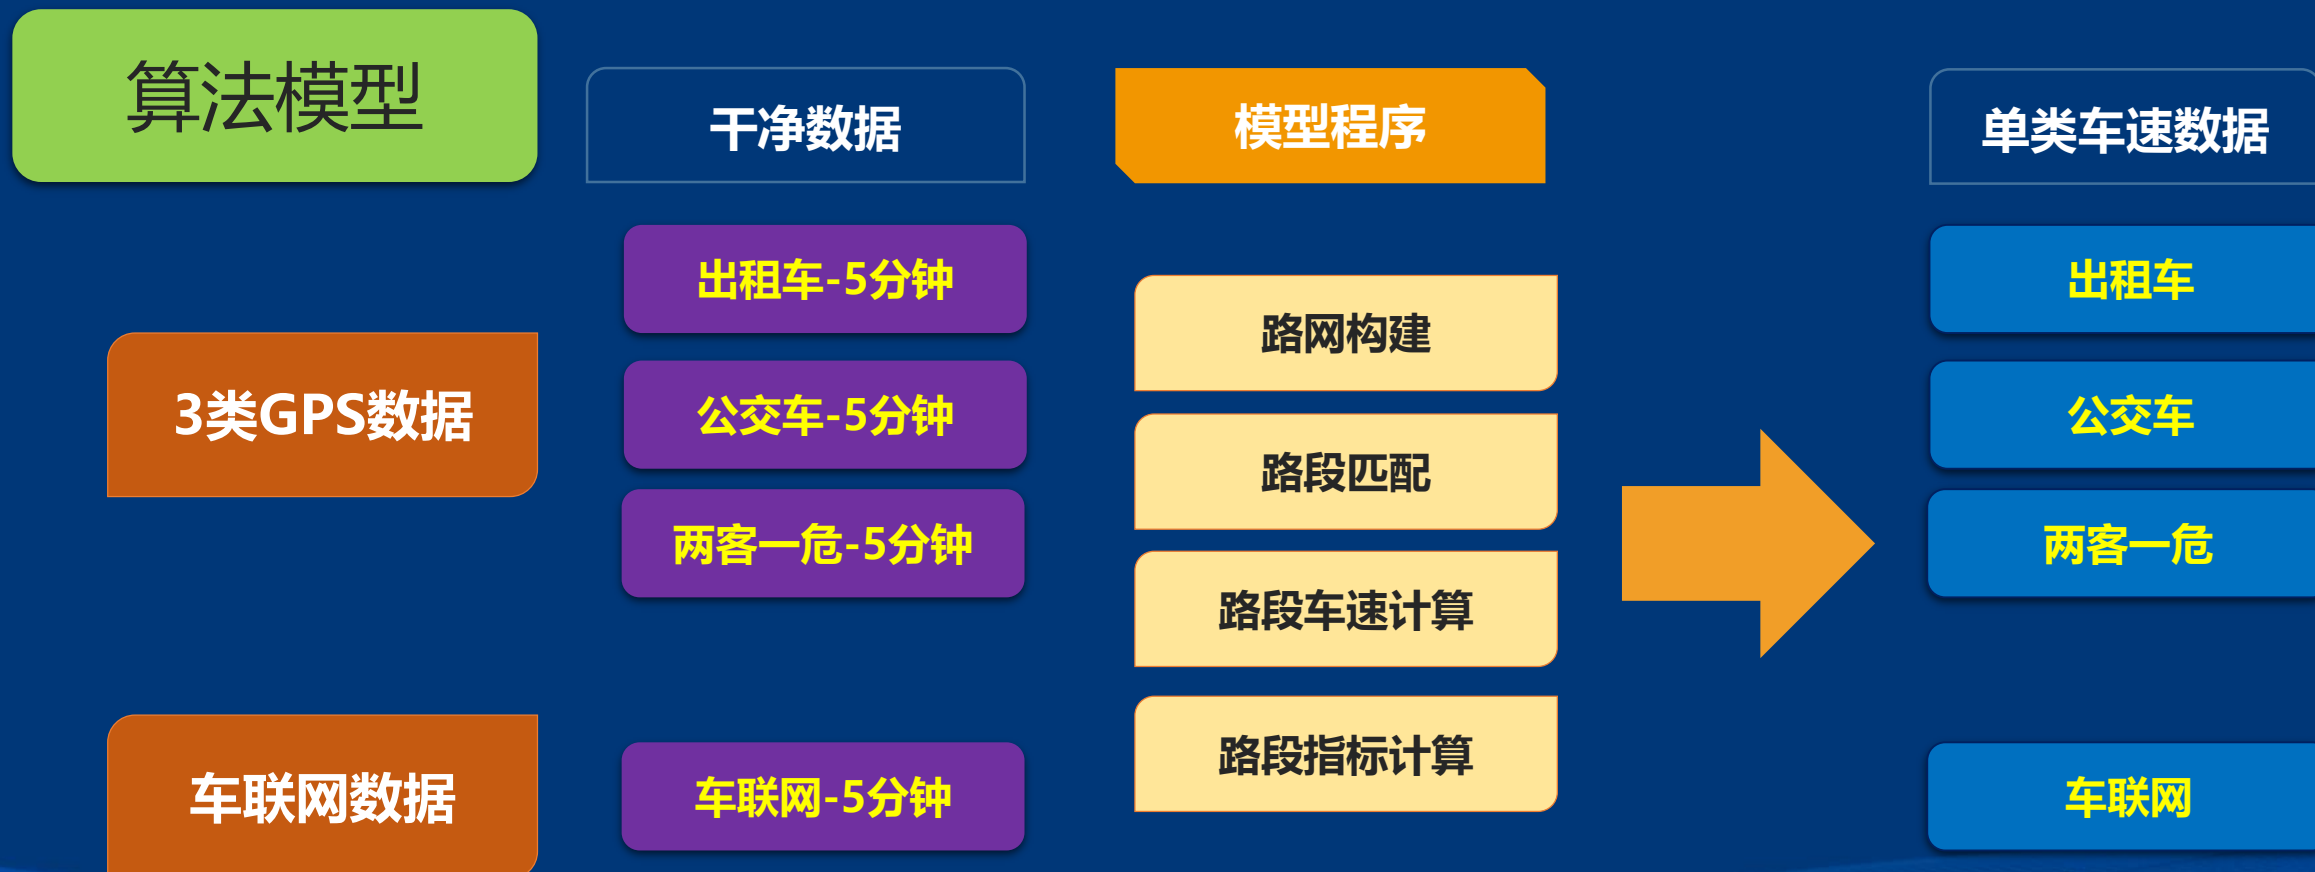 算法模型
干净数据
模型程序
单类车速数据
3类GPS数据
出租车-5分钟
公交车-5分钟
两客一危-5分钟
路网构建
路段匹配
路段车速计算
路段指标计算
出租车
公交车
两客一危
车联网数据
车联网-5分钟
车联网